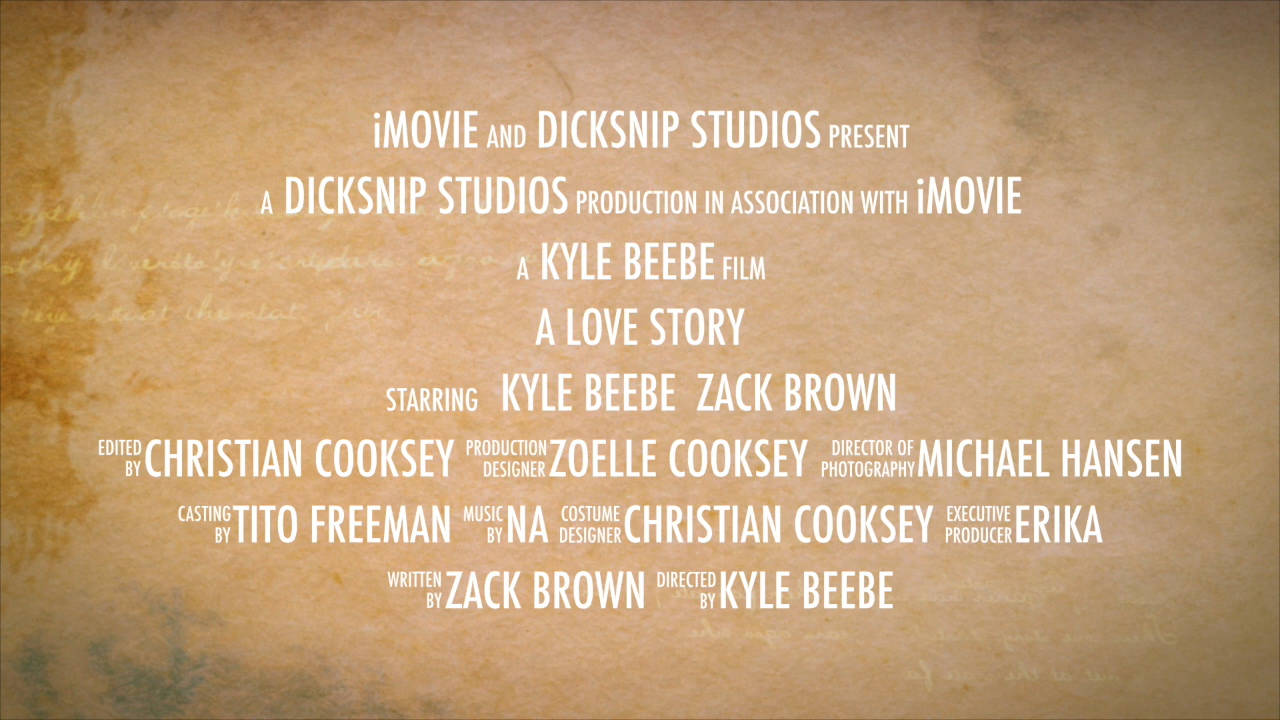 iMOVIE AND DICKSNIP STUDIOS PRESENT
A DICKSNIP STUDIOS PRODUCTION IN ASSOCIATION WITH iMOVIE
A KYLE BEEBE FILM
A LOVE STORY
STARRING KYLE BEEBE ZACK BROWN
EDITED BY CHRISTIAN COOKSEY PRODUCTION DESIGNER ZOELLE COOKSEY DIRECTOR OF PHOTOGRAPHY MICHAEL HANSEN
CASTING BY TITO FREEMAN MUSIC BY NA COSTUME DESIGNER CHRISTIAN COOKSEY EXECUTIVE PRODUCER ERIKA
WRITTEN BY ZACK BROWN DIRECTED BY KYLE BEEBE